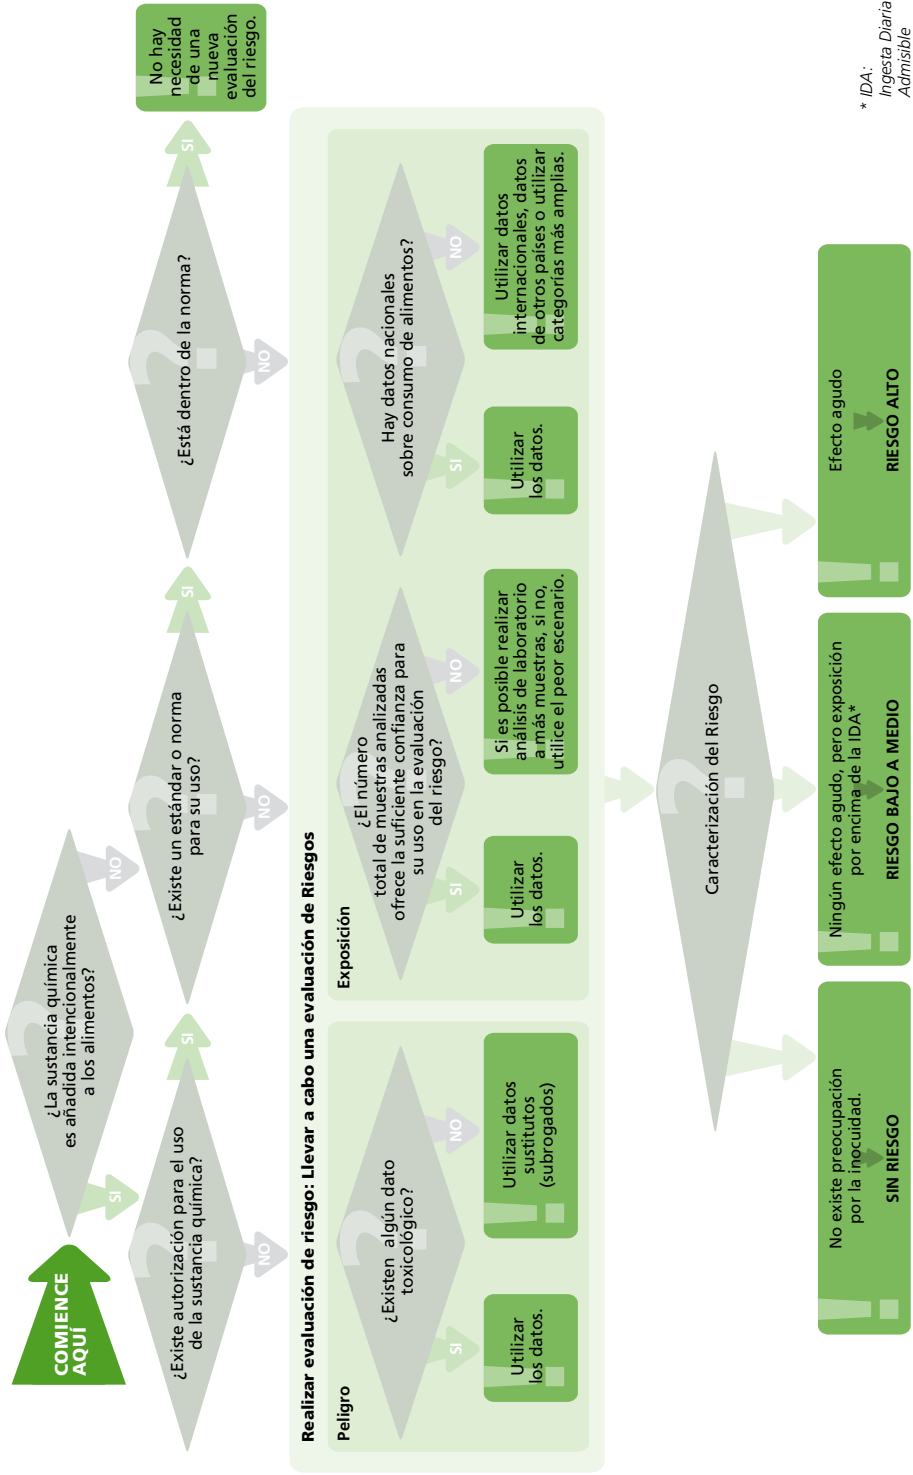 COMIENCE
AQUÍ
¿La sustancia química
es añadida intencionalmente
a los alimentos?
SI
NO
¿Existe autorización para el uso
de la sustancia química?
SI
NO
¿Existe un estándar o norma
para su uso?
SI
NO
¿Está dentro de la norma?
SI
NO
No hay
necesidad
de una
nueva
evaluación
del riesgo.
Realizar evaluación de riesgo: Llevar a cabo una evaluación de Riesgos
Peligro
¿Existen algún dato
toxicológico?
SI
NO
Utilizar
los datos.
Utilizar datos
sustitutos
(subrogados)
Exposición
¿El número
total de muestras analizadas
ofrece la suficiente confianza para
su uso en la evaluación
del riesgo?
SI
NO
Utilizar
los datos.
Si es posible realizar
análisis de laboratorio
a más muestras, si no,
utilice el peor escenario.
Hay datos nacionales
sobre consumo de alimentos?
SI
NO
Utilizar
los datos.
Utilizar datos
internacionales, datos
de otros países o utilizar
categorías más amplias.
Caracterización del Riesgo
No existe preocupación
por la inocuidad.
SIN RIESGO
Ningún efecto agudo, pero exposición
por encima de la IDA*
RIESGO BAJO A MEDIO
Efecto agudo
RIESGO ALTO
* IDA:
Ingesta Diaria
Admisible